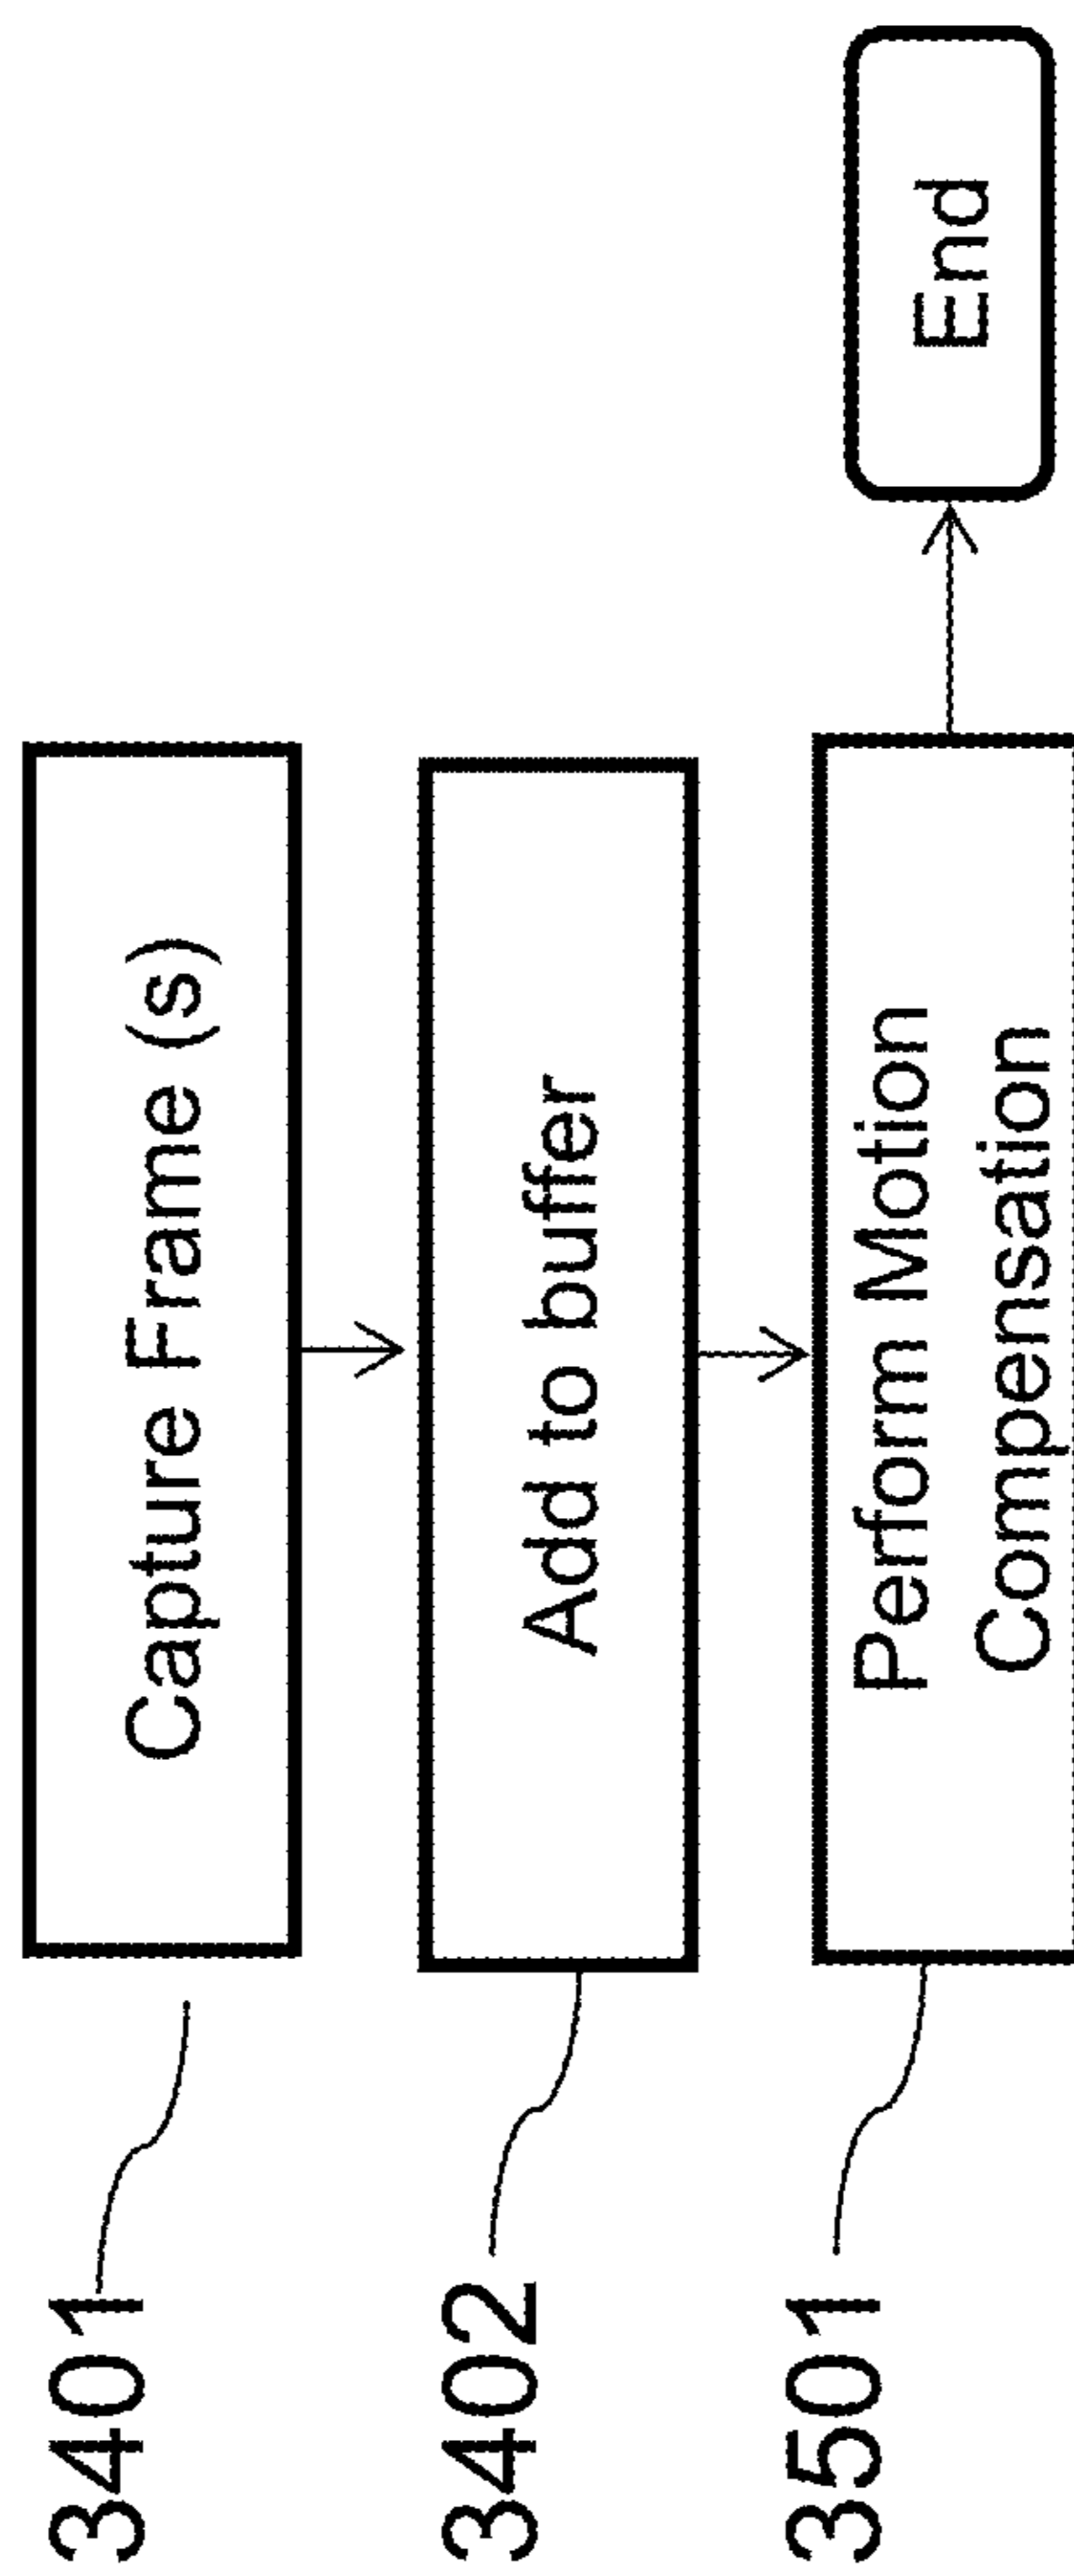 3401
Capture Frame (s)
3402
Add to buffer
3501
Perform Motion
Compensation
End